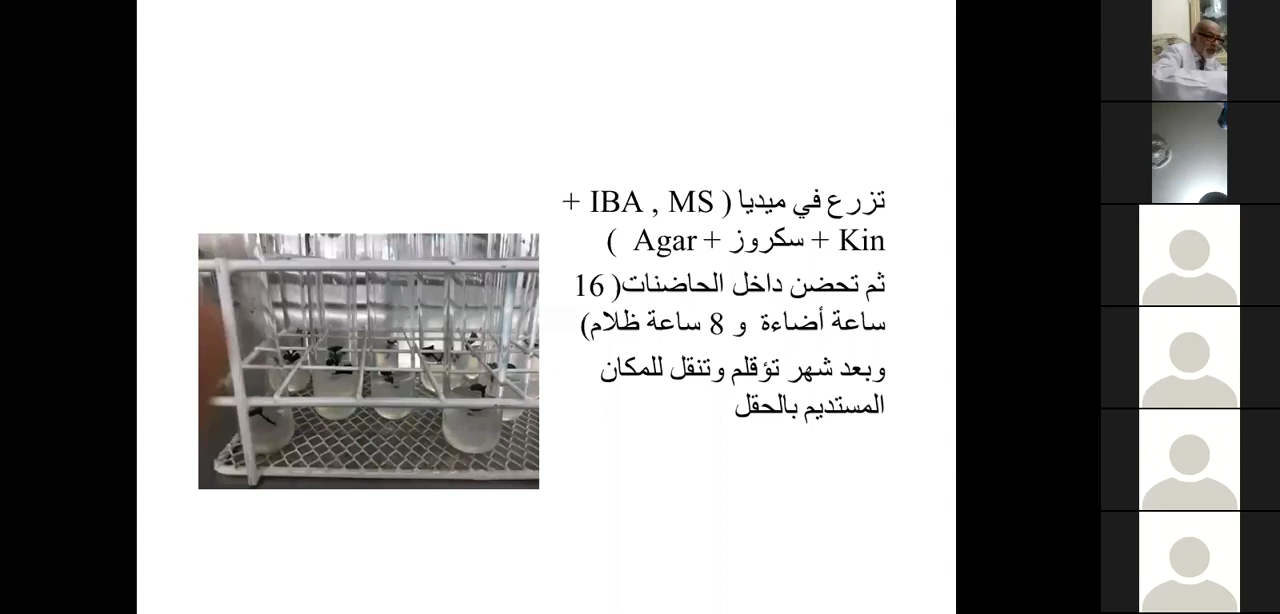 تزرع في ميديا ( IBA , MS +
Kin + سكروز + Agar )
ثم تحضن داخل الحاضنات( 16
ساعة أضاءة و 8 ساعة ظلام)
وبعد شهر تؤقلم وتنقل للمكان
المستديم بالحقل